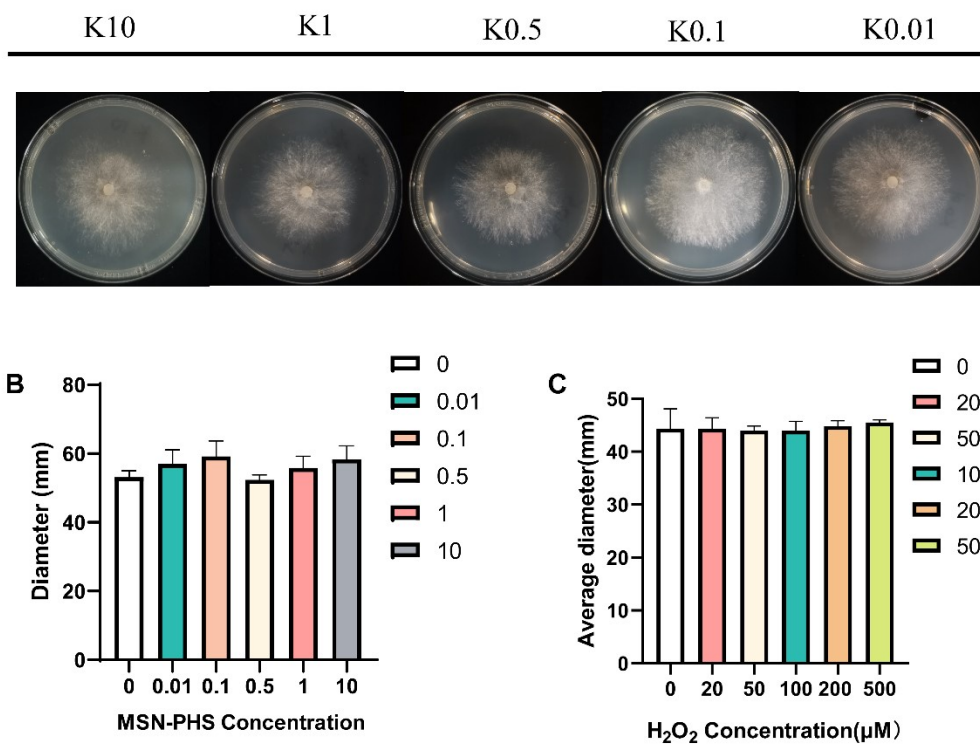 K10 K1 K0.5 K0.1 K0.01
B
80
60
40
20
0
Diameter (mm)
0 0.01 0.1 0.5 1 10
MSN-PHS Concentration
0
0.01
0.1
0.5
1
10
C
50
40
30
20
10
0
Average diameter(mm)
0 20 50 100 200 500
H₂O₂ Concentration(μM）
0
20
50
10
20
50